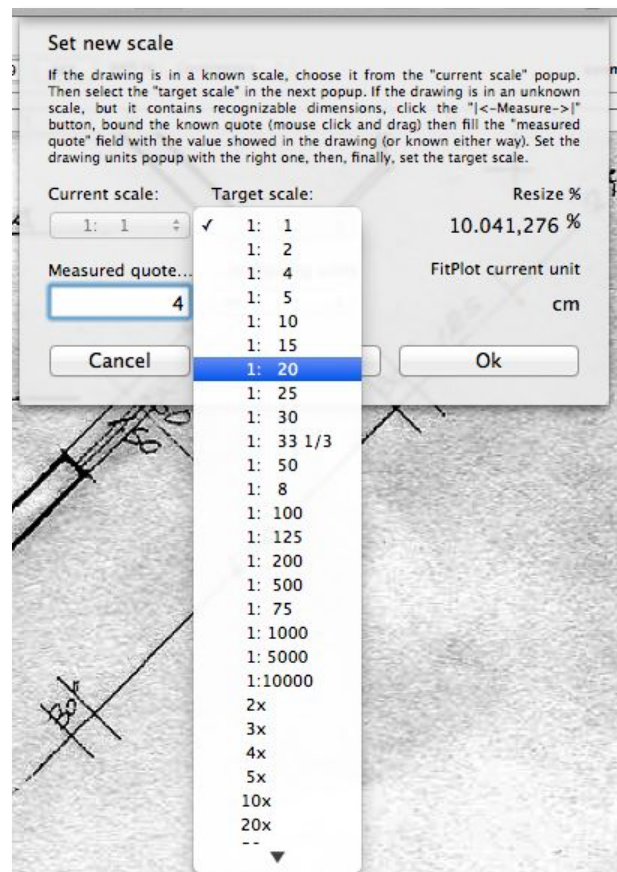 Set new scale
If the drawing is in a known scale, choose it from the "current scale" popup.
Then select the "target scale" in the next popup. If the drawing is in an unknown
scale, but it contains recognizable dimensions, click the "|<-Measure->|"
button, bound the known quote (mouse click and drag) then fill the "measured
quote" field with the value showed in the drawing (or known either way). Set the
drawing units popup with the right one, then, finally, set the target scale.
Current scale: Target scale: Resize %
1: 1 ✓ 1: 1 10.041,276 %
1: 2
Measured quote... 1: 4 FitPlot current unit
4 1: 5 cm
1: 10
1: 15
Cancel 1: 20 Ok
1: 25
1: 30
1: 33 1/3
1: 50
1: 8
1: 100
1: 125
1: 200
1: 500
1: 75
1: 1000
1: 5000
1:10000
2x
3x
4x
5x
10x
20x